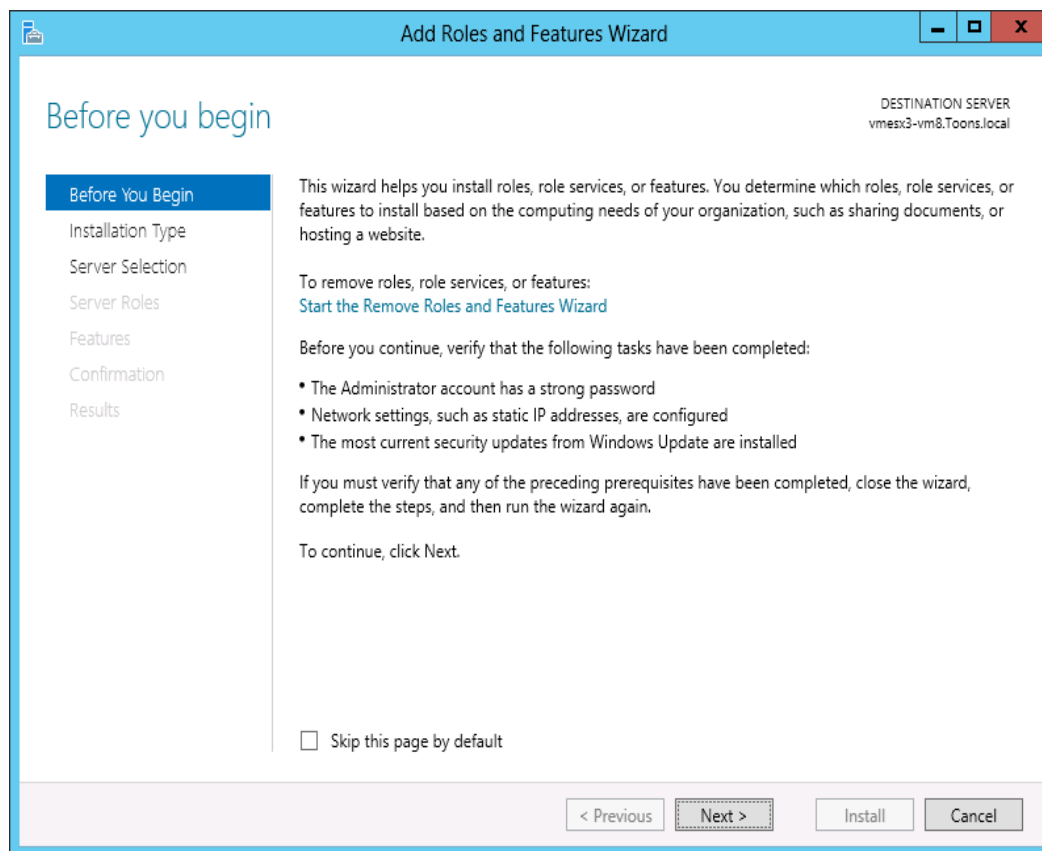 Add Roles and Features Wizard
Before you begin
DESTINATION SERVER
vmesx3-vm8.Toons.local
Before You Begin
Installation Type
Server Selection
Server Roles
Features
Confirmation
Results
This wizard helps you install roles, role services, or features. You determine which roles, role services, or
features to install based on the computing needs of your organization, such as sharing documents, or
hosting a website.
To remove roles, role services, or features:
Start the Remove Roles and Features Wizard
Before you continue, verify that the following tasks have been completed:
• The Administrator account has a strong password
• Network settings, such as static IP addresses, are configured
• The most current security updates from Windows Update are installed
If you must verify that any of the preceding prerequisites have been completed, close the wizard,
complete the steps, and then run the wizard again.
To continue, click Next.
Skip this page by default
< Previous
Next >
Install
Cancel